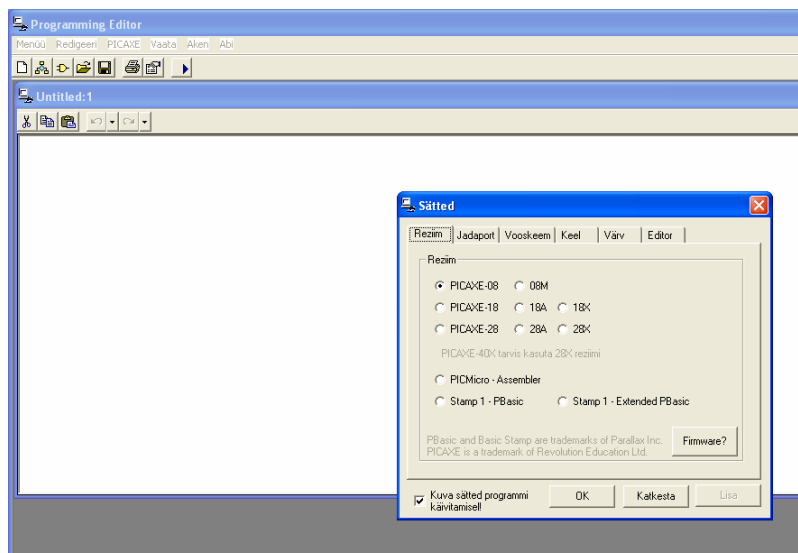 Programming Editor
Menüü Redigeeri PICAXE Vaata Aken Abi
Untitled:1
Sätted
Reziim Jadaport Vooskeem Keel Värv Editor
Reziim
PICAXE-08 08M
PICAXE-18 18A 18X
PICAXE-28 28A 28X
PICAXE-40X tarvis kasuta 28X reziimi
PICMicro - Assembler
Stamp 1 - PBasic Stamp 1 - Extended PBasic
PBasic and Basic Stamp are trademarks of Parallax Inc.
PICAXE is a trademark of Revolution Education Ltd.
Firmware?
Kuva sätted programmi
käivitamisel!
OK Katkesta Lisa